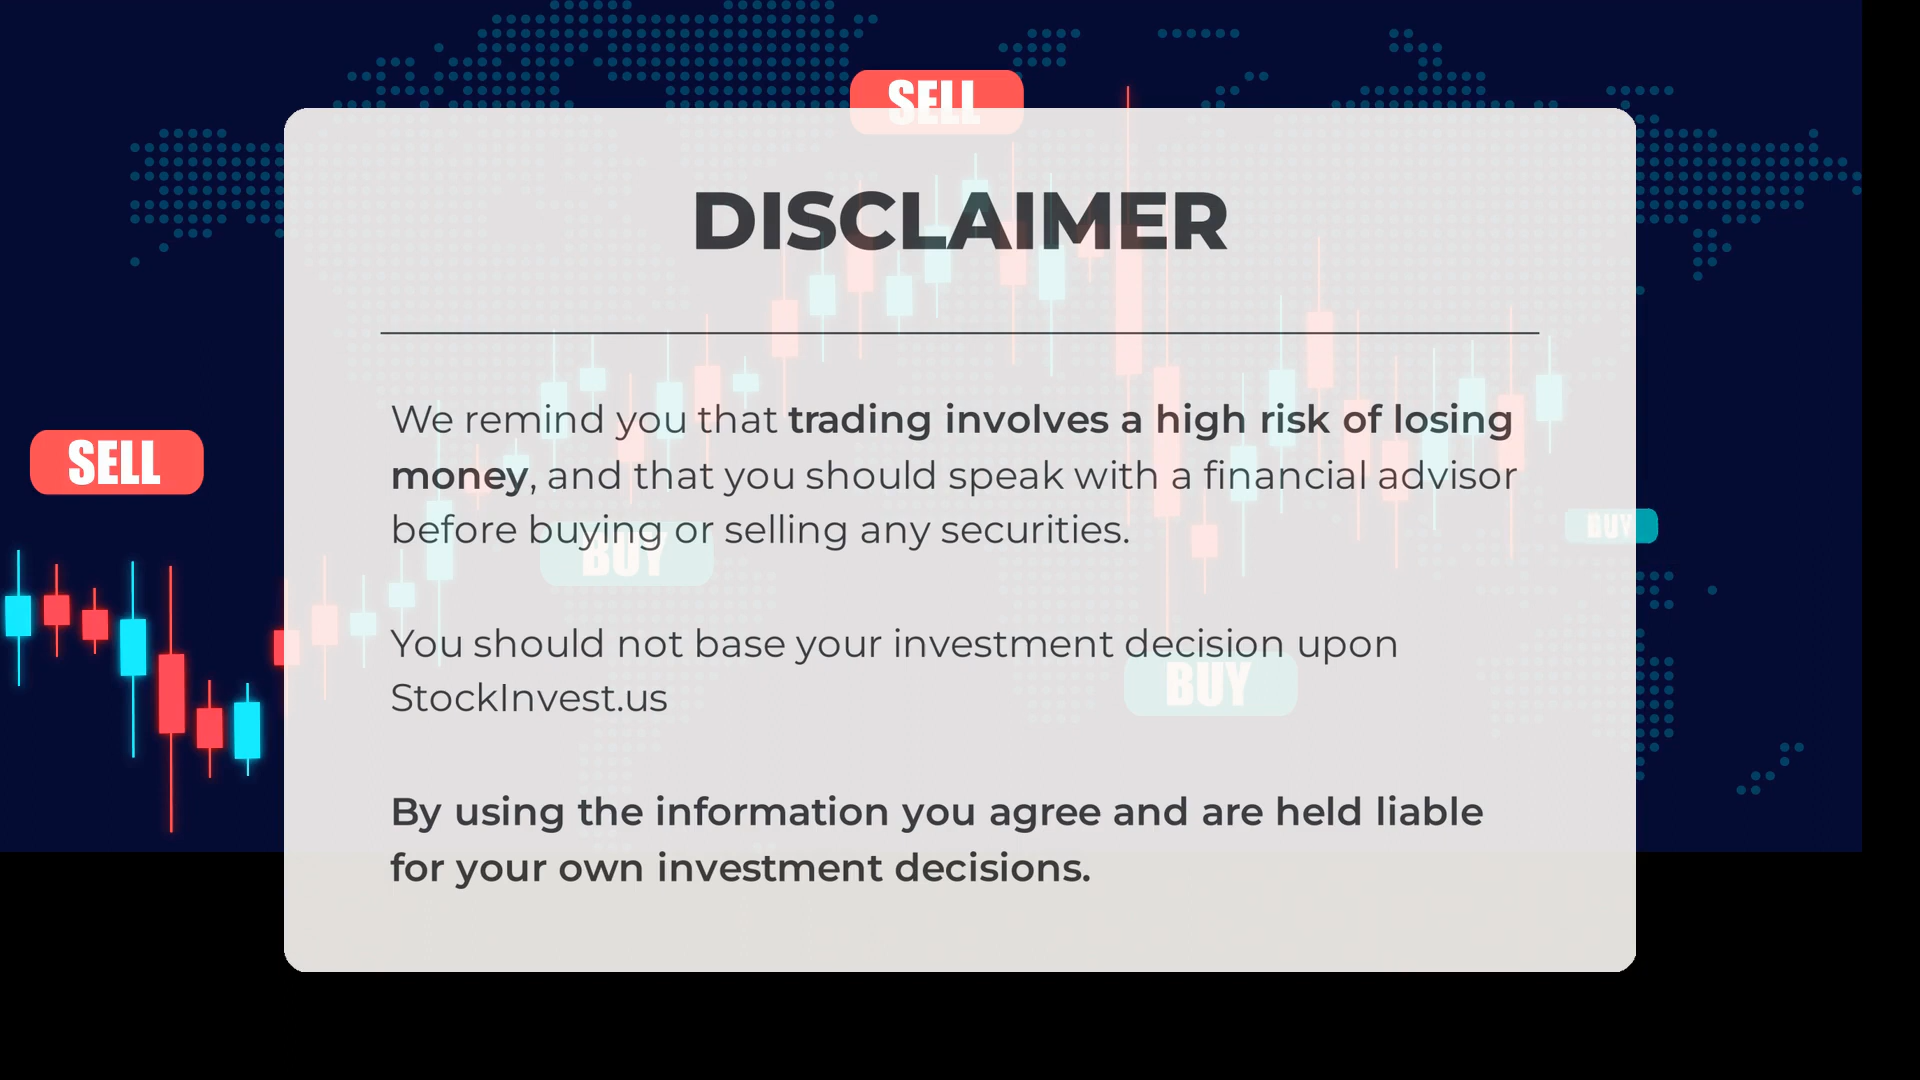 SELL
DISCLAIMER
We remind you that trading involves a high risk of losing
money, and that you should speak with a financial advisor
before buying or selling any securities.
SELL
BUY
BUY
You should not base your investment decision upon
StockInvest.us
BUY
By using the information you agree and are held liable
for your own investment decisions.